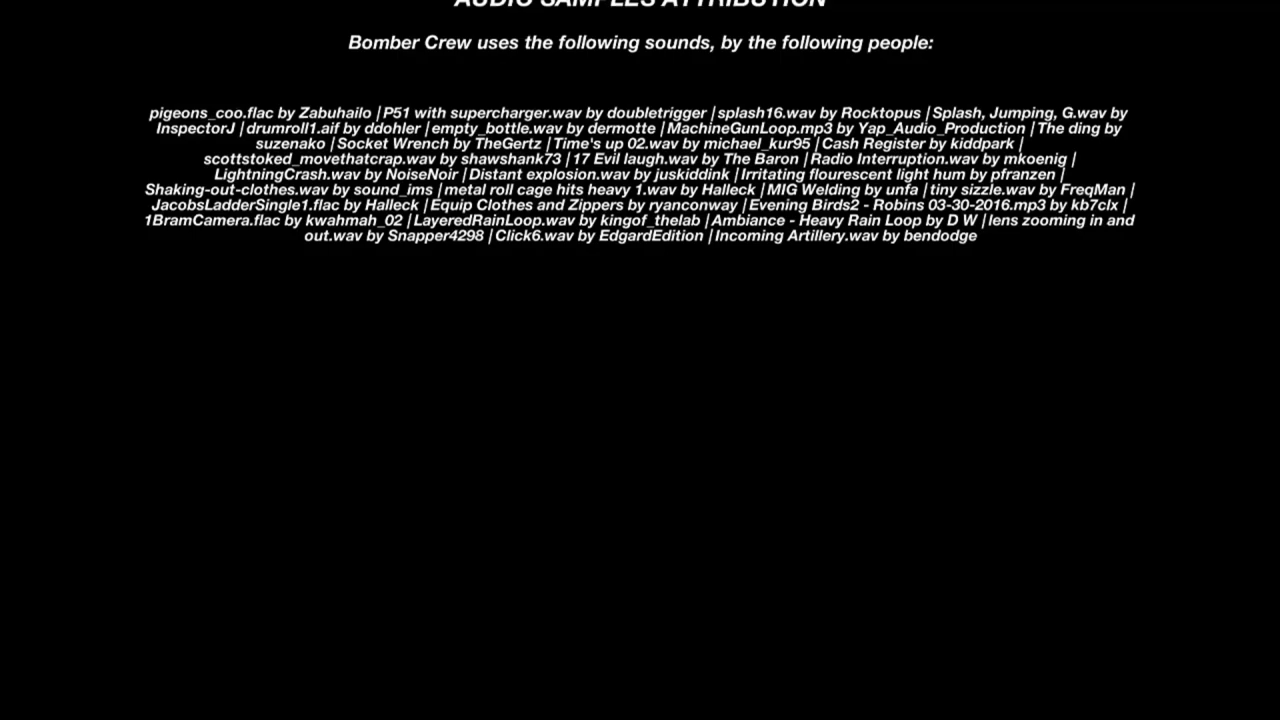 AUDIO SAMPLES ATTRIBUTION
Bomber Crew uses the following sounds, by the following people:
pigeons_coo.flac by Zabuhailo | P51 with supercharger.wav by doubletrigger | splash16.wav by Rocktopus | Splash, Jumping, G.wav by
InspectorJ | drumroll1.aif by ddohler | empty_bottle.wav by dermotte | MachineGunLoop.mp3 by Yap_Audio_Production | The ding by
suzenako | Socket Wrench by TheGertz | Time's up 02.wav by michael_kur95 | Cash Register by kiddpark |
scottstoked_movethatcrap.wav by shawshank73 | 17 Evil laugh.wav by The Baron | Radio Interruption.wav by mkoenig |
LightningCrash.wav by NoiseNoir | Distant explosion.wav by juskiddink | Irritating flourescent light hum by pfranzen |
Shaking-out-clothes.wav by sound_ims | metal roll cage hits heavy 1.wav by Halleck | MIG Welding by unfa | tiny sizzle.wav by FreqMan |
JacobsLadderSingle1.flac by Halleck | Equip Clothes and Zippers by ryanconway | Evening Birds2 - Robins 03-30-2016.mp3 by kb7clx |
1BramCamera.flac by kwahmah_02 | LayeredRainLoop.wav by kingof_thelab | Ambiance - Heavy Rain Loop by D W | lens zooming in and
out.wav by Snapper4298 | Click6.wav by EdgardEdition | Incoming Artillery.wav by bendodge